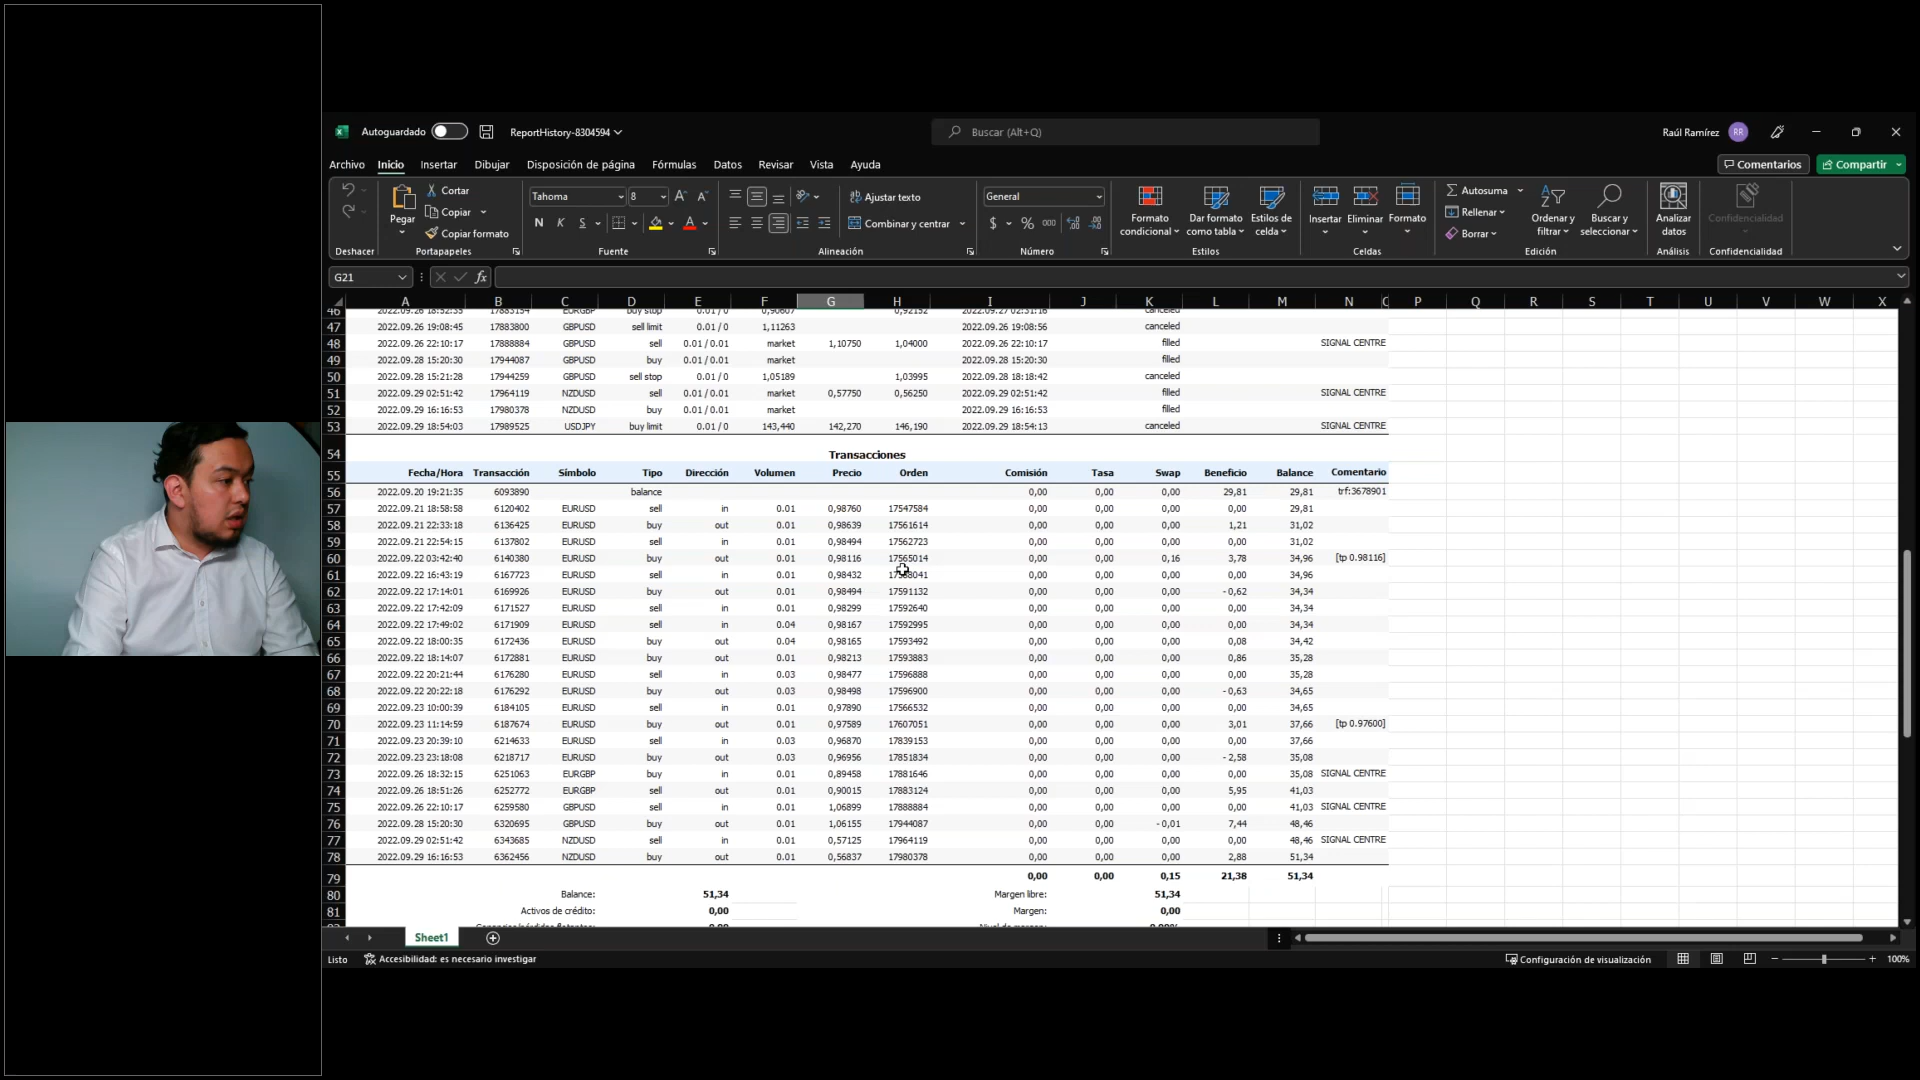 Autoguardado ReportHistory-8304594 Buscar (Alt+Q) Raúl Ramírez RR
Archivo Inicio Insertar Dibujar Disposición de página Fórmulas Datos Revisar Vista Ayuda Comentarios Compartir
Cortar
Copiar
Copiar formato
Pegar
Tahoma 8
N K S
Ajustar texto
Combinar y centrar
General
$ % 000
Formato condicional
Dar formato como tabla
Estilos de celda
Insertar Eliminar Formato
Autosuma
Rellenar
Borrar
Ordenar y filtrar
Buscar y seleccionar
Analizar datos
Confidencialidad
Deshacer Portapapeles Fuente Alineación Número Estilos Celdas Edición Análisis Confidencialidad
G21 fx
A B C D E F G H I J K L M N P Q R S T U V W X
46 2022.09.26 18:52:35 17883154 EURGBP buy stop 0.01 / 0 0,90607 0,92152 2022.09.27 02:31:16 canceled
47 2022.09.26 19:08:45 17883800 GBPUSD sell limit 0.01 / 0 1,11263 2022.09.26 19:08:56 canceled
48 2022.09.26 22:10:17 17888884 GBPUSD sell 0.01 / 0.01 market 1,10750 1,04000 2022.09.26 22:10:17 filled SIGNAL CENTRE
49 2022.09.28 15:20:30 17944087 GBPUSD buy 0.01 / 0.01 market 2022.09.28 15:20:30 filled
50 2022.09.28 15:21:28 17944259 GBPUSD sell stop 0.01 / 0 1,05189 1,03995 2022.09.28 18:18:42 canceled
51 2022.09.29 02:51:42 17964119 NZDUSD sell 0.01 / 0.01 market 0,57750 0,56250 2022.09.29 02:51:42 filled SIGNAL CENTRE
52 2022.09.29 16:16:53 17980378 NZDUSD buy 0.01 / 0.01 market 2022.09.29 16:16:53 filled
53 2022.09.29 18:54:03 17989525 USDJPY buy limit 0.01 / 0 143,440 142,270 146,190 2022.09.29 18:54:13 canceled SIGNAL CENTRE
54 Transacciones
55 Fecha/Hora Transacción Símbolo Tipo Dirección Volumen Precio Orden Comisión Tasa Swap Beneficio Balance Comentario
56 2022.09.20 19:21:35 6093890 balance 0,00 0,00 0,00 29,81 29,81 trf:3678901
57 2022.09.21 18:58:58 6120402 EURUSD sell in 0.01 0,98760 17547584 0,00 0,00 0,00 0,00 29,81
58 2022.09.21 22:33:18 6136425 EURUSD buy out 0.01 0,98639 17561614 0,00 0,00 0,00 1,21 31,02
59 2022.09.21 22:54:15 6137802 EURUSD sell in 0.01 0,98494 17562723 0,00 0,00 0,00 0,00 31,02
60 2022.09.22 03:42:40 6140380 EURUSD buy out 0.01 0,98116 17565014 0,00 0,00 0,16 3,78 34,96 [tp 0.98116]
61 2022.09.22 16:43:19 6167723 EURUSD sell in 0.01 0,98432 0,00 0,00 0,00 0,00 34,96
62 2022.09.22 17:14:01 6169926 EURUSD buy out 0.01 0,98494 17591132 0,00 0,00 0,00 - 0,62 34,34
63 2022.09.22 17:42:09 6171527 EURUSD sell in 0.01 0,98299 17592640 0,00 0,00 0,00 0,00 34,34
64 2022.09.22 17:49:02 6171909 EURUSD sell in 0.04 0,98167 17592995 0,00 0,00 0,00 0,00 34,34
65 2022.09.22 18:00:35 6172436 EURUSD buy out 0.04 0,98165 17593492 0,00 0,00 0,00 0,08 34,42
66 2022.09.22 18:14:07 6172881 EURUSD buy out 0.01 0,98213 17593883 0,00 0,00 0,00 0,86 35,28
67 2022.09.22 20:21:44 6176280 EURUSD sell in 0.03 0,98477 17596888 0,00 0,00 0,00 0,00 35,28
68 2022.09.22 20:22:18 6176292 EURUSD buy out 0.03 0,98498 17596900 0,00 0,00 0,00 - 0,63 34,65
69 2022.09.23 10:00:39 6184105 EURUSD sell in 0.01 0,97890 17566532 0,00 0,00 0,00 0,00 34,65
70 2022.09.23 11:14:59 6187674 EURUSD buy out 0.01 0,97589 17607051 0,00 0,00 0,00 3,01 37,66 [tp 0.97600]
71 2022.09.23 20:39:10 6214633 EURUSD sell in 0.03 0,96870 17839153 0,00 0,00 0,00 0,00 37,66
72 2022.09.23 23:18:08 6218717 EURUSD buy out 0.03 0,96956 17851834 0,00 0,00 0,00 - 2,58 35,08
73 2022.09.26 18:32:15 6251063 EURGBP buy in 0.01 0,89458 17881646 0,00 0,00 0,00 0,00 35,08 SIGNAL CENTRE
74 2022.09.26 18:51:26 6252772 EURGBP sell out 0.01 0,90015 17883124 0,00 0,00 0,00 5,95 41,03
75 2022.09.26 22:10:17 6259580 GBPUSD sell in 0.01 1,06899 17888884 0,00 0,00 0,00 0,00 41,03 SIGNAL CENTRE
76 2022.09.28 15:20:30 6320695 GBPUSD buy out 0.01 1,06155 17944087 0,00 0,00 - 0,01 7,44 48,46
77 2022.09.29 02:51:42 6343685 NZDUSD sell in 0.01 0,57125 17964119 0,00 0,00 0,00 0,00 48,46 SIGNAL CENTRE
78 2022.09.29 16:16:53 6362456 NZDUSD buy out 0.01 0,56837 17980378 0,00 0,00 0,00 2,88 51,34
79 0,00 0,00 0,15 21,38 51,34
80 Balance: 51,34 Margen libre: 51,34
81 Activos de crédito: 0,00 Margen: 0,00
Sheet1
Listo Accesibilidad: es necesario investigar Configuración de visualización 100%